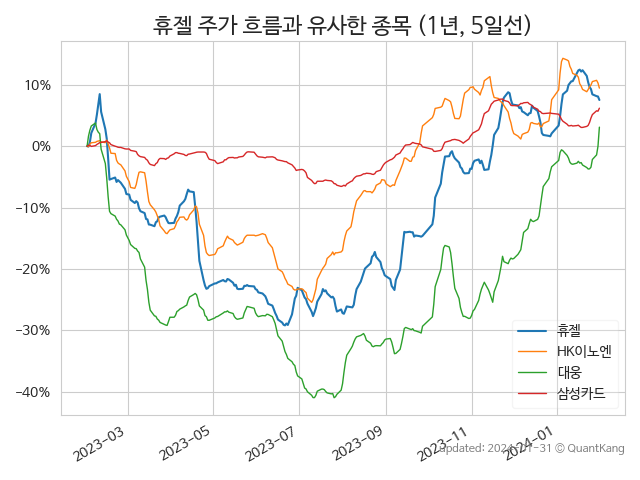 휴젤 주가 흐름과 유사한 종목 (1년, 5일선)
10%
0%
−10%
−20%
−30%
−40%
휴젤
HK이노엔
대웅
삼성카드
2023-03
2023-05
2023-07
2023-09
2023-11
2024-01
updated: 2024-01-31 © QuantKang